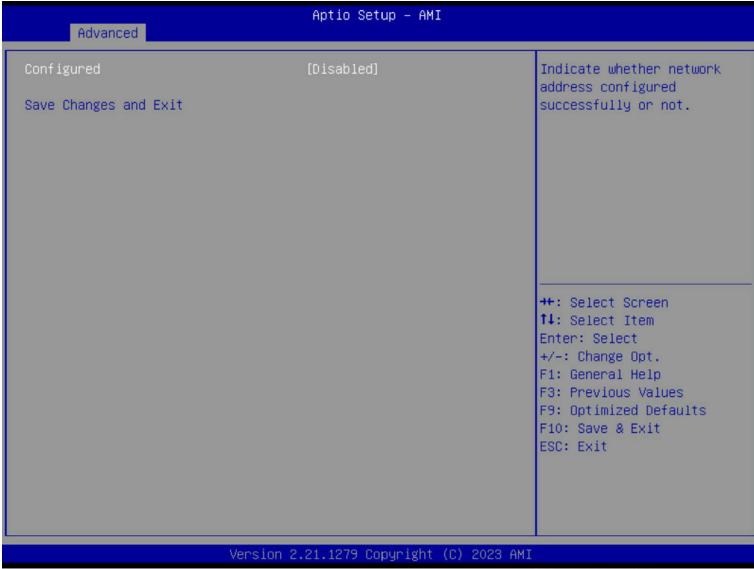 Aptio Setup – AMI
Advanced
Configured [Disabled]
Save Changes and Exit
Indicate whether network
address configured
successfully or not.
→←: Select Screen
↑↓: Select Item
Enter: Select
+/-: Change Opt.
F1: General Help
F3: Previous Values
F9: Optimized Defaults
F10: Save & Exit
ESC: Exit
Version 2.21.1279 Copyright (C) 2023 AMI